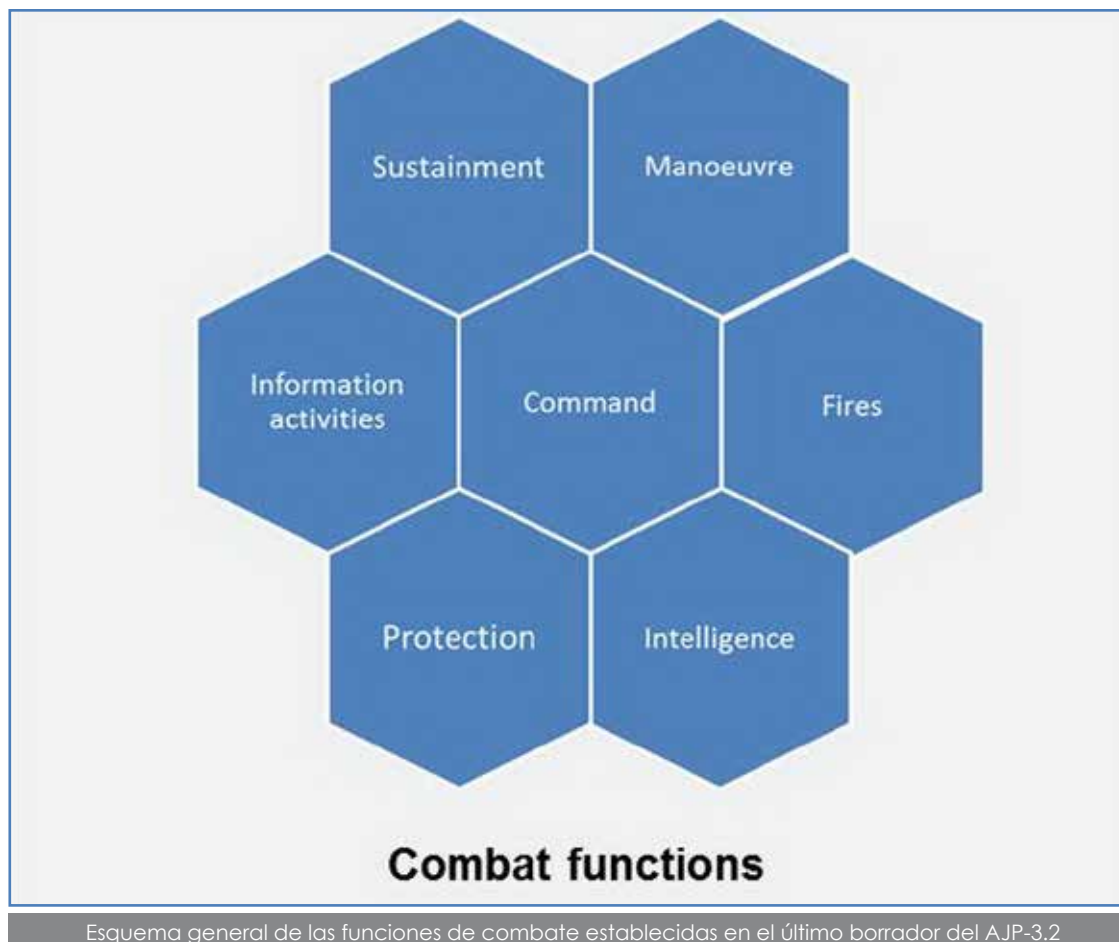 Sustainment
Manoeuvre
Information
activities
Command
Fires
Protection
Intelligence
Combat functions
Esquema general de las funciones de combate establecidas en el último borrador del AJP-3.2